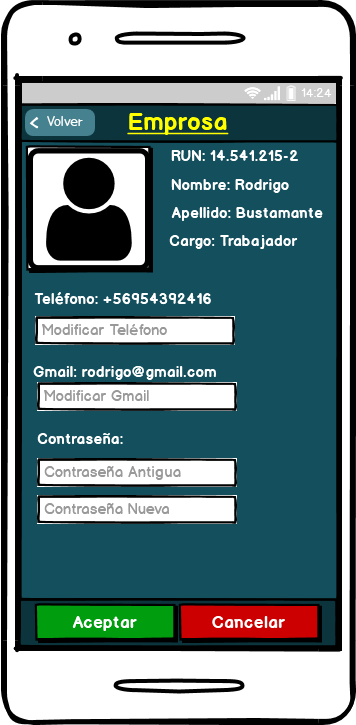 14:24
Volver
Emprosa
RUN: 14.541.215-2
Nombre: Rodrigo
Apellido: Bustamante
Cargo: Trabajador
Teléfono: +56954392416
Modificar Teléfono
Gmail: rodrigo@gmail.com
Modificar Gmail
Contraseña:
Contraseña Antigua
Contraseña Nueva
Aceptar
Cancelar